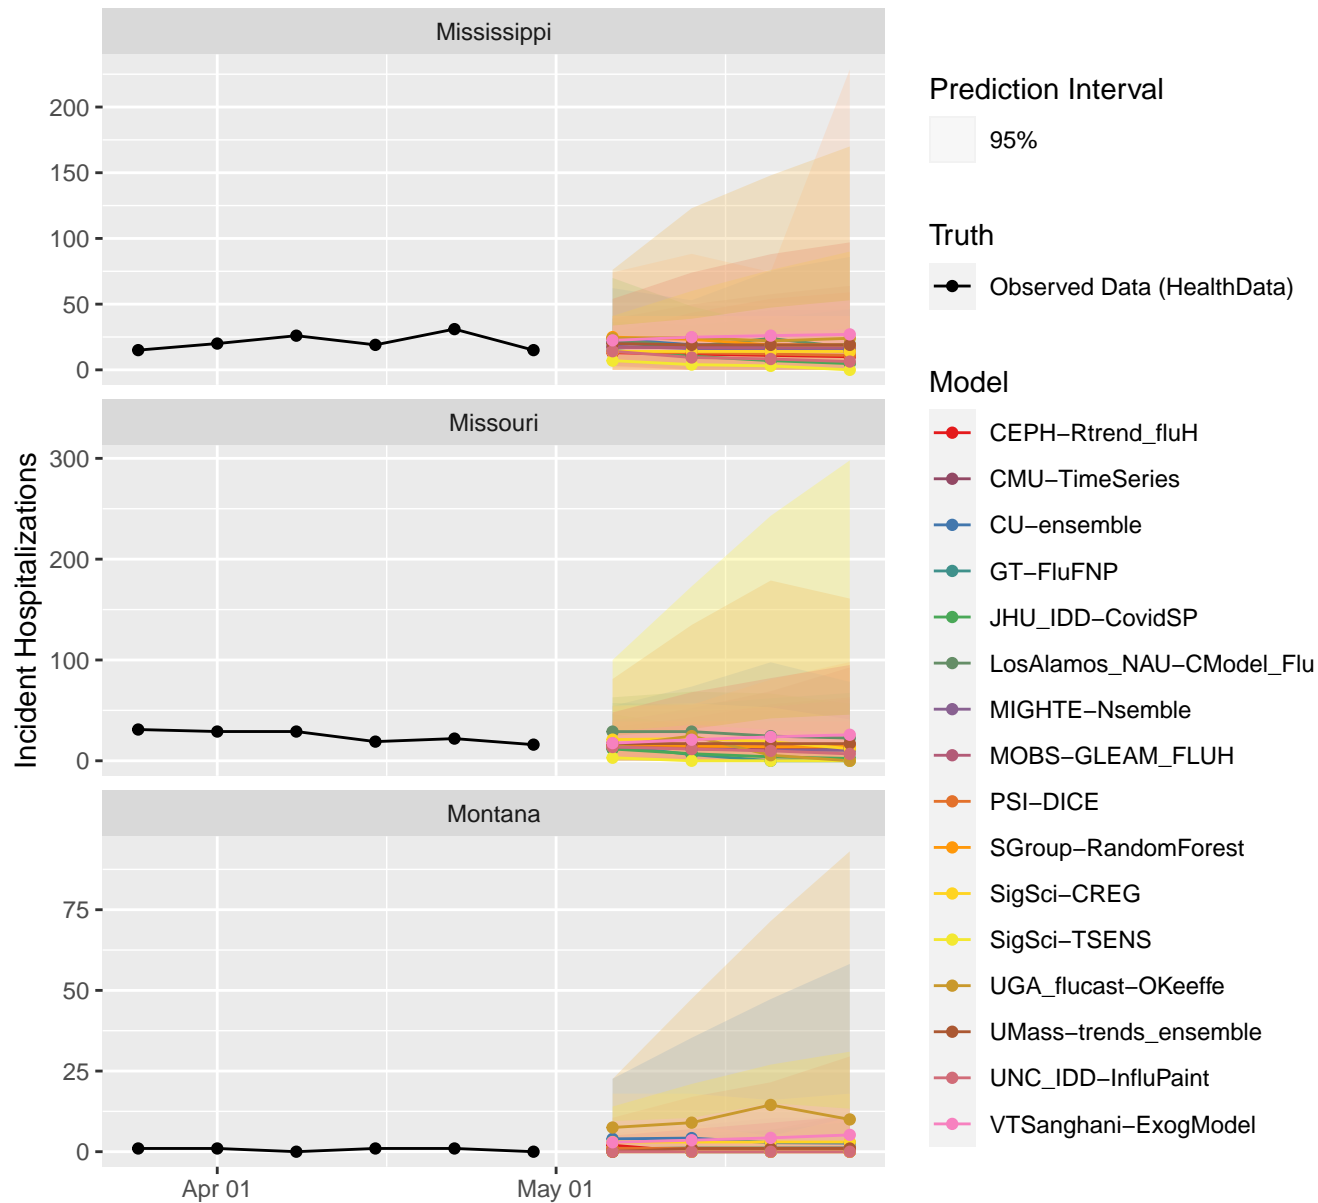 Mississippi
200
150
100
50
0
Missouri
300
200
100
0
Montana
75
50
25
0
Apr 01
May 01
Incident Hospitalizations
Prediction Interval
95%
Truth
Observed Data (HealthData)
Model
CEPH−Rtrend_fluH
CMU−TimeSeries
CU−ensemble
GT−FluFNP
JHU_IDD−CovidSP
LosAlamos_NAU−CModel_Flu
MIGHTE−Nsemble
MOBS−GLEAM_FLUH
PSI−DICE
SGroup−RandomForest
SigSci−CREG
SigSci−TSENS
UGA_flucast−OKeeffe
UMass−trends_ensemble
UNC_IDD−InfluPaint
VTSanghani−ExogModel